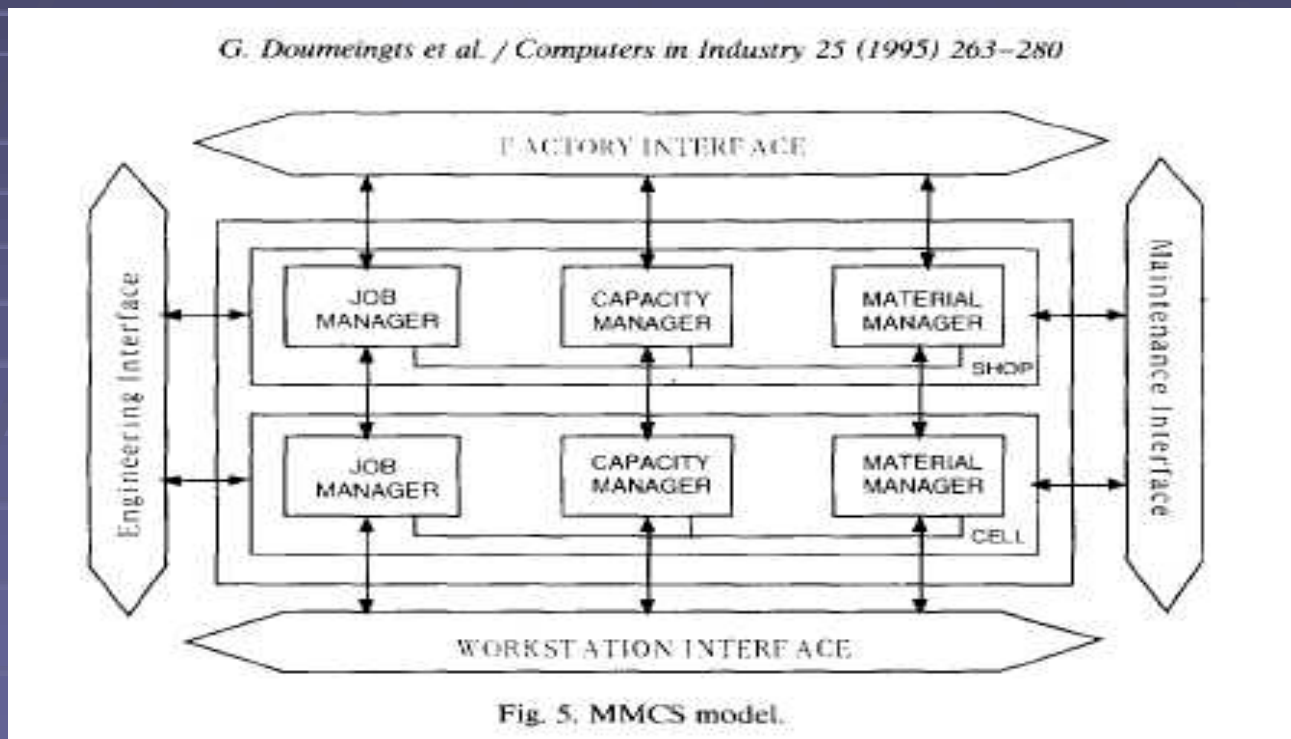 G. Doumeingts et al. / Computers in Industry 25 (1995) 263–280
FACTORY INTERFACE
Engineering Interface
JOB
MANAGER
CAPACITY
MANAGER
MATERIAL
MANAGER
SHOP
JOB
MANAGER
CAPACITY
MANAGER
MATERIAL
MANAGER
CELL
Maintenance Interface
WORKSTATION INTERFACE
Fig. 5. MMCS model.